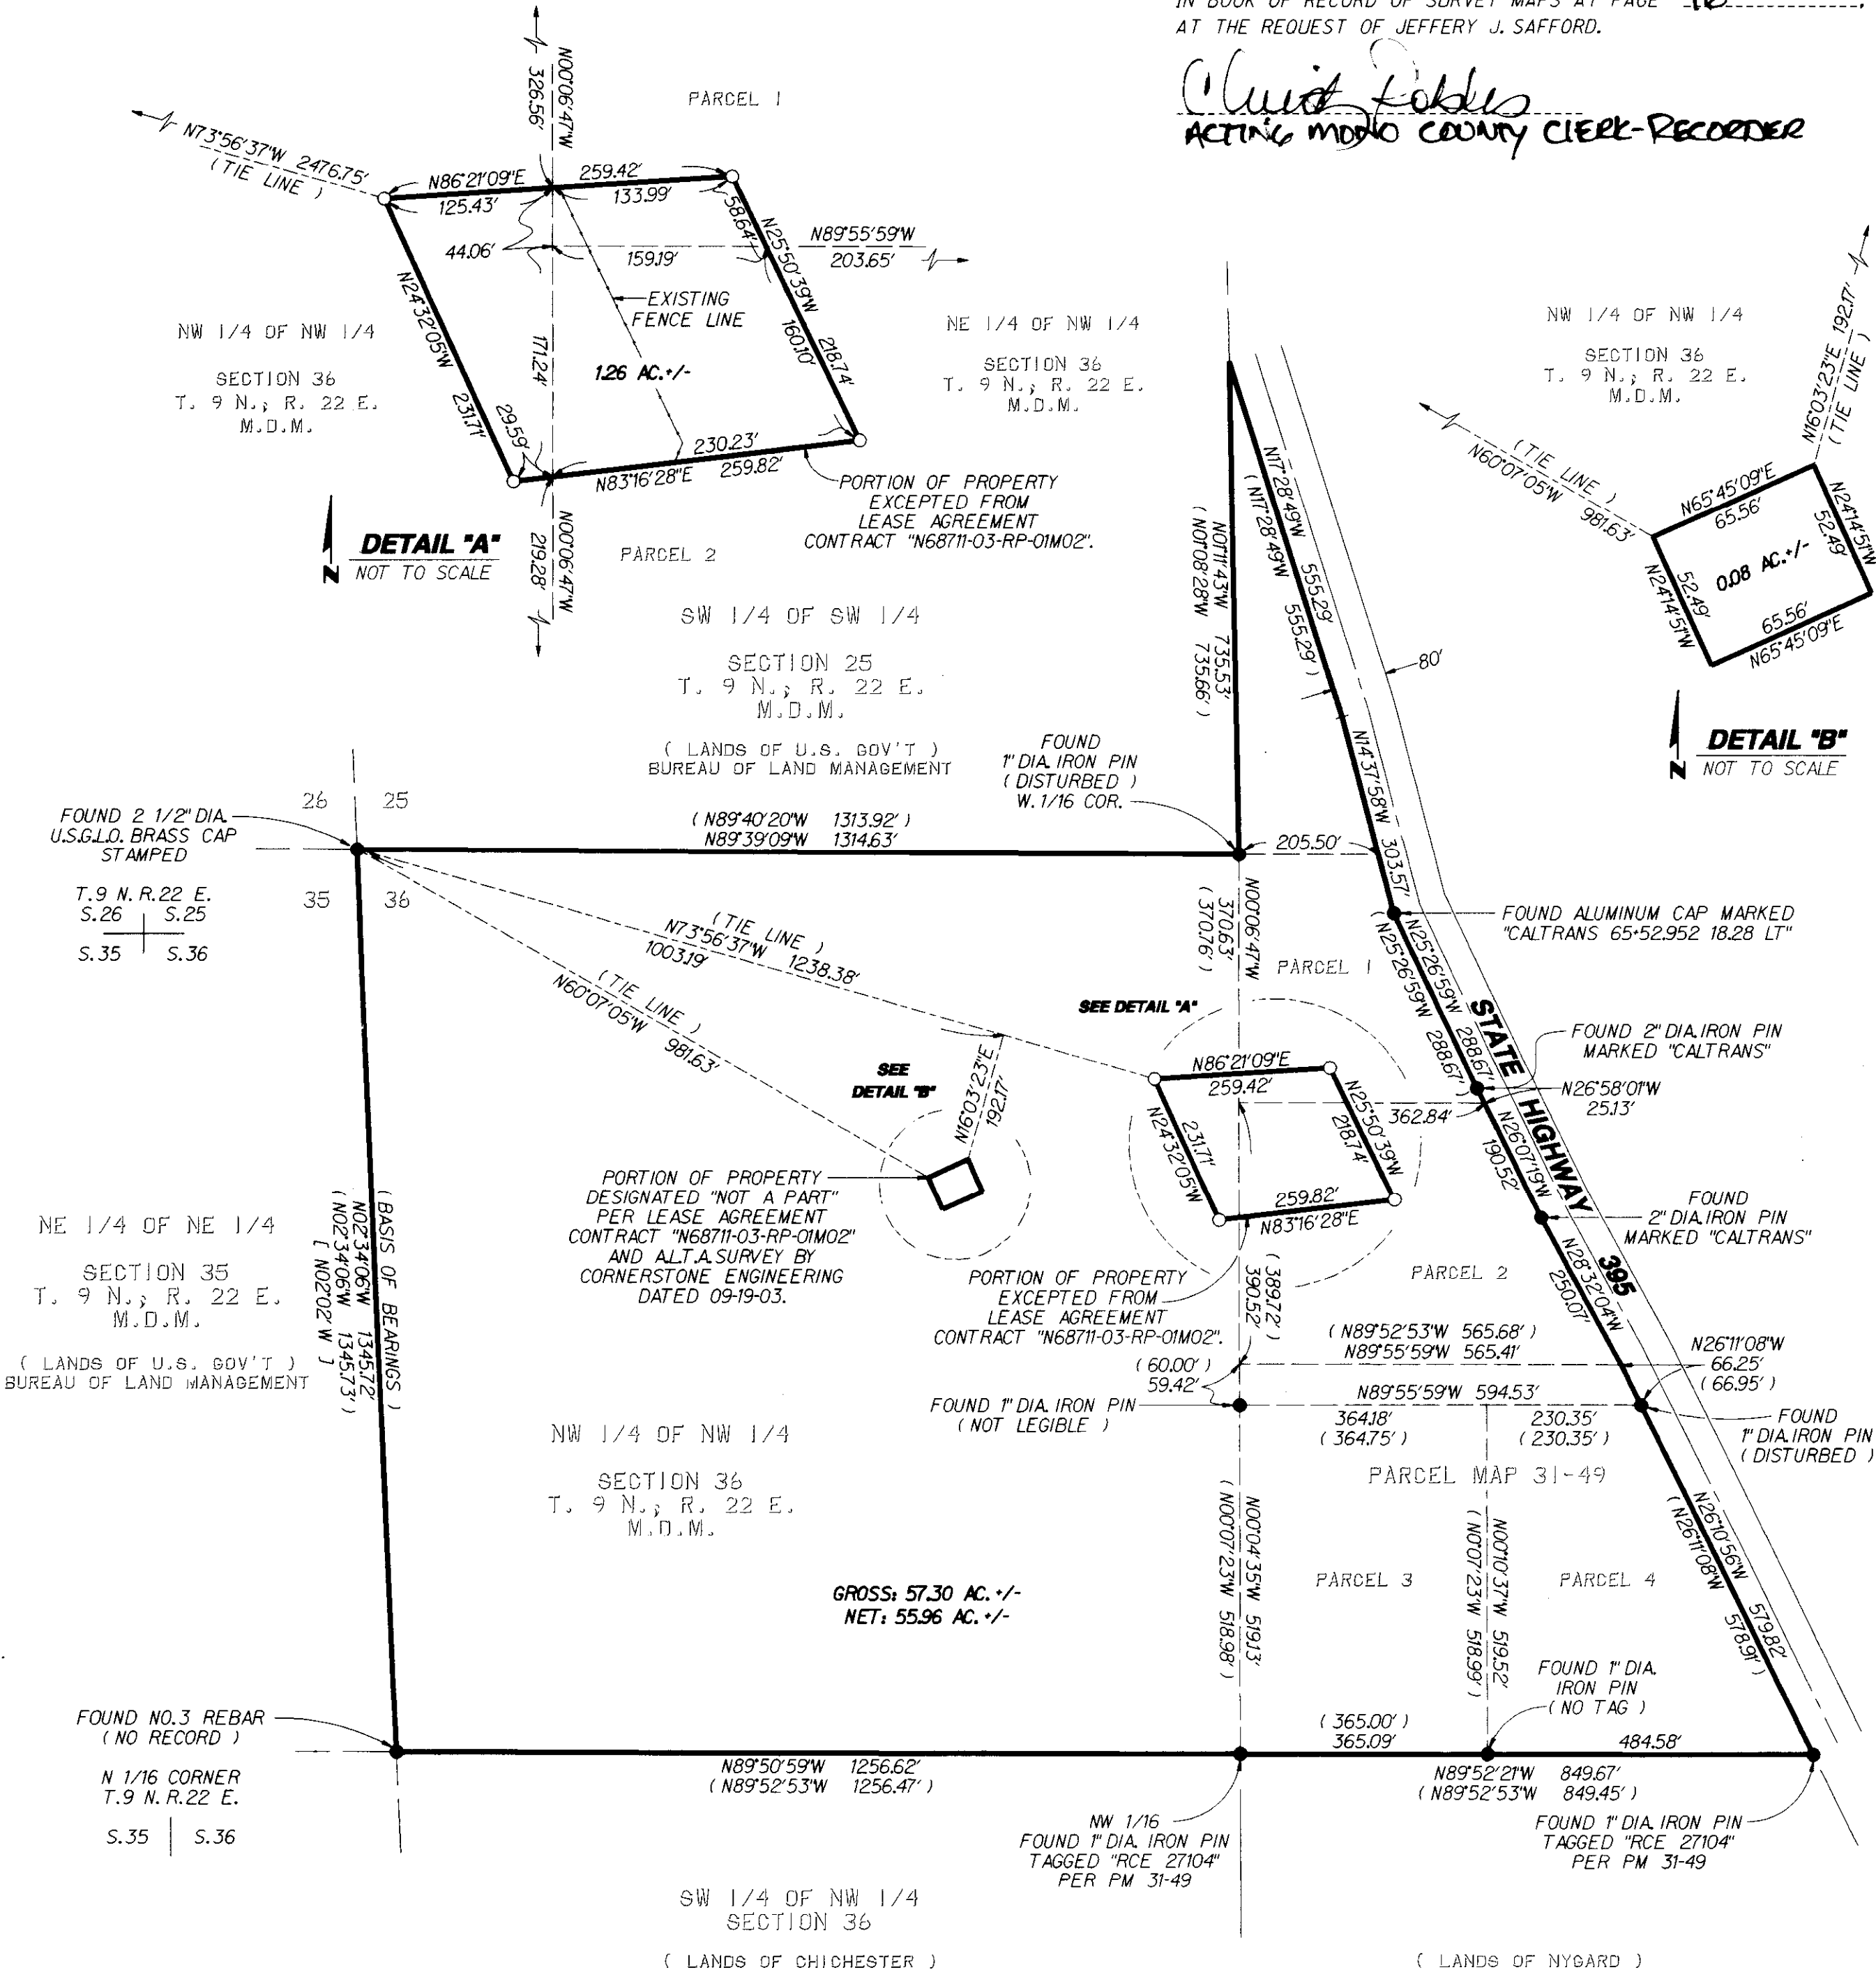 AT THE REQUEST OF JEFFERY J. SAFFORD.
ACTING MONO COUNTY CLERK-RECORDER
N00°06'47"W
326.56'
PARCEL 1
N73°56'37"W 2476.75'
( TIE LINE )
N86°21'09"E
259.42'
125.43'
133.99'
58.64'
N25°50'39"W
N89°55'59"W
203.65'
44.06'
159.19'
EXISTING
FENCE LINE
N24°32'05"W
231.71'
171.24'
160.10'
218.74'
1.26 AC.+/-
29.59'
230.23'
N83°16'28"E
259.82'
NW 1/4 OF NW 1/4
SECTION 36
T. 9 N.; R. 22 E.
M.D.M.
NE 1/4 OF NW 1/4
SECTION 36
T. 9 N.; R. 22 E.
M.D.M.
PORTION OF PROPERTY
EXCEPTED FROM
LEASE AGREEMENT
CONTRACT "N68711-03-RP-01M02".
N00°06'47"W
219.28'
PARCEL 2
N
DETAIL "A"
NOT TO SCALE
NW 1/4 OF NW 1/4
SECTION 36
T. 9 N.; R. 22 E.
M.D.M.
N16°03'23"E 192.17'
( TIE LINE )
( TIE LINE )
N60°07'05"W 981.63'
N65°45'09"E
65.56'
N24°14'51"W
52.49'
0.08 AC.+/-
52.49'
N24°14'51"W
65.56'
N65°45'09"E
N
DETAIL "B"
NOT TO SCALE
SW 1/4 OF SW 1/4
SECTION 25
T. 9 N.; R. 22 E.
M.D.M.
( LANDS OF U.S. GOV'T )
BUREAU OF LAND MANAGEMENT
N01°11'43"W 735.53'
( N01°08'28"W 735.66' )
N17°28'49"W 555.29'
( N17°28'49"W 555.29' )
80'
FOUND
1" DIA. IRON PIN
( DISTURBED )
W. 1/16 COR.
N14°37'58"W 303.57'
FOUND 2 1/2" DIA.
U.S.G.L.O. BRASS CAP
STAMPED
T.9 N. R.22 E.
S.26 S.25
S.35 S.36
26 25
35 36
( N89°40'20"W 1313.92' )
N89°39'09"W 1314.63'
205.50'
N00°06'47"W
370.63'
( 370.76' )
FOUND ALUMINUM CAP MARKED
"CALTRANS 65+52.952 18.28 LT"
( TIE LINE )
N73°56'37"W 1238.38'
1003.19'
( TIE LINE )
N60°07'05"W 981.63'
PARCEL 1
N25°26'59"W 288.67'
( N25°26'59"W 288.67' )
STATE HIGHWAY 395
FOUND 2" DIA. IRON PIN
MARKED "CALTRANS"
N26°58'01"W
25.13'
SEE DETAIL "A"
SEE
DETAIL "B"
N16°03'23"E
192.17'
N86°21'09"E
259.42'
362.84'
N24°32'05"W
231.71'
N25°50'39"W
218.74'
259.82'
N83°16'28"E
N26°07'19"W
190.52'
FOUND
2" DIA. IRON PIN
MARKED "CALTRANS"
PORTION OF PROPERTY
DESIGNATED "NOT A PART"
PER LEASE AGREEMENT
CONTRACT "N68711-03-RP-01M02"
AND A.L.T.A. SURVEY BY
CORNERSTONE ENGINEERING
DATED 09-19-03.
PORTION OF PROPERTY
EXCEPTED FROM
LEASE AGREEMENT
CONTRACT "N68711-03-RP-01M02".
NE 1/4 OF NE 1/4
SECTION 35
T. 9 N.; R. 22 E.
M.D.M.
( LANDS OF U.S. GOV'T )
BUREAU OF LAND MANAGEMENT
( BASIS OF BEARINGS )
N02°34'06"W 1345.72'
( N02°34'06"W 1345.73' )
[ N02°02' W ]
( 389.72' )
390.52'
PARCEL 2
N28°32'04"W
250.07'
( N89°52'53"W 565.68' )
N89°55'59"W 565.41'
N26°11'08"W
66.25'
( 66.95' )
( 60.00' )
59.42'
FOUND 1" DIA. IRON PIN
( NOT LEGIBLE )
N89°55'59"W 594.53'
364.18' 230.35'
( 364.75' ) ( 230.35' )
FOUND
1" DIA. IRON PIN
( DISTURBED )
PARCEL MAP 31-49
NW 1/4 OF NW 1/4
SECTION 36
T. 9 N.; R. 22 E.
M.D.M.
N00°04'35"W 519.13'
( N00°07'23"W 518.98' )
N00°10'37"W 519.52'
( N00°07'23"W 518.99' )
N26°10'56"W 579.82'
( N26°11'08"W 578.91' )
PARCEL 3
PARCEL 4
GROSS: 57.30 AC. +/-
NET: 55.96 AC. +/-
FOUND 1" DIA.
IRON PIN
( NO TAG )
FOUND NO.3 REBAR
( NO RECORD )
N 1/16 CORNER
T.9 N. R.22 E.
S.35 S.36
( 365.00' )
365.09'
484.58'
N89°50'59"W 1256.62'
( N89°52'53"W 1256.47' )
N89°52'21"W 849.67'
( N89°52'53"W 849.45' )
NW 1/16
FOUND 1" DIA. IRON PIN
TAGGED "RCE 27104"
PER PM 31-49
FOUND 1" DIA. IRON PIN
TAGGED "RCE 27104"
PER PM 31-49
SW 1/4 OF NW 1/4
SECTION 36
( LANDS OF CHICHESTER )
( LANDS OF NYGARD )